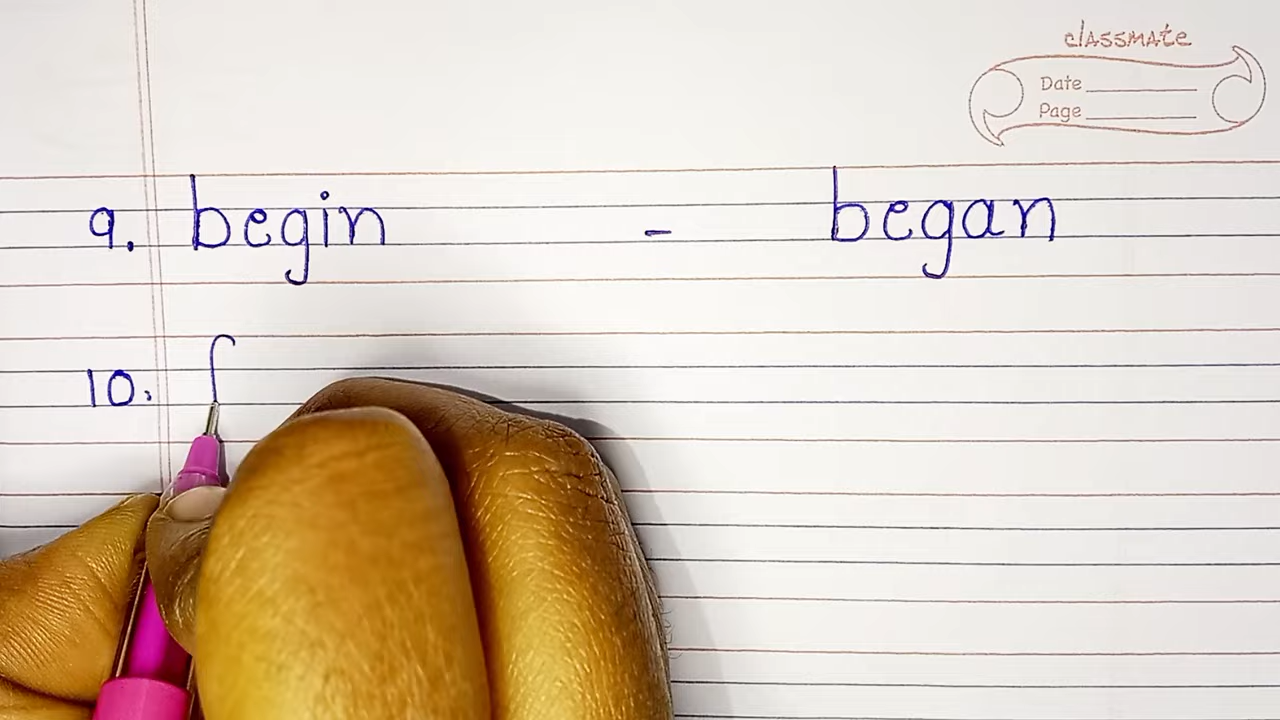 classmate
Date
Page
9. begin - began
10. f